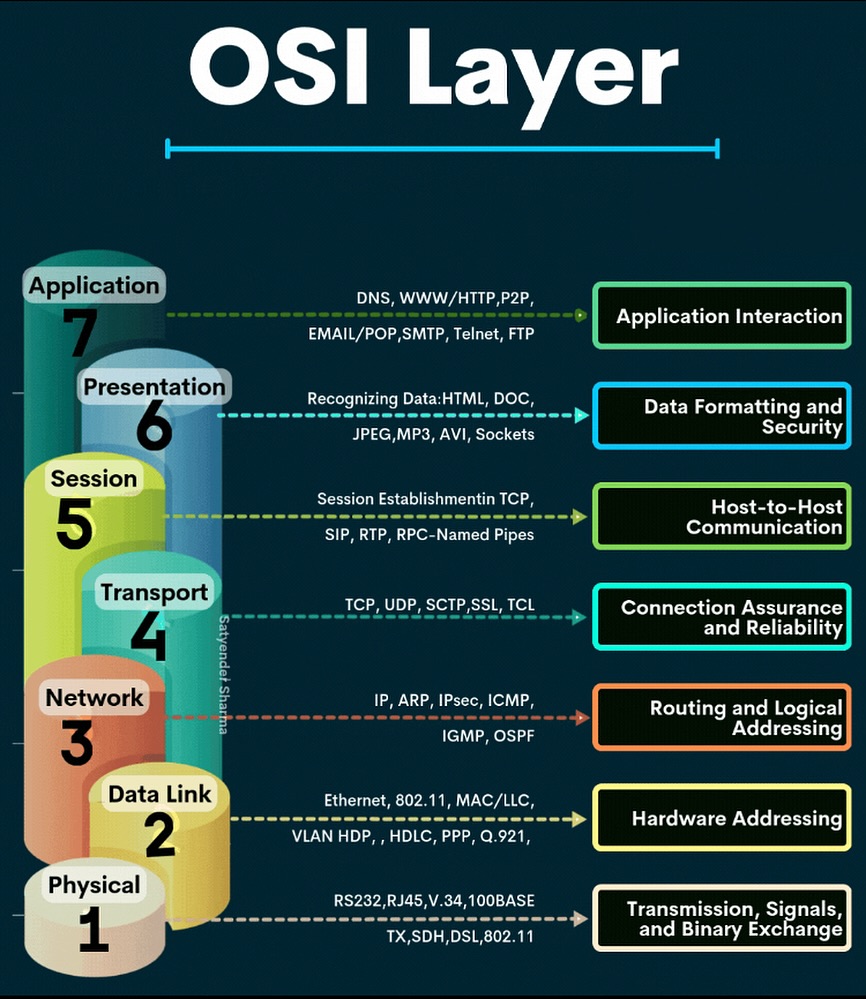 OSI Layer
Application
7
DNS, WWW/HTTP,P2P,
EMAIL/POP,SMTP, Telnet, FTP
Application Interaction
Presentation
6
Recognizing Data:HTML, DOC,
JPEG,MP3, AVI, Sockets
Data Formatting and
Security
Session
5
Session Establishmentin TCP,
SIP, RTP, RPC-Named Pipes
Host-to-Host
Communication
Transport
4
TCP, UDP, SCTP,SSL, TCL
Connection Assurance
and Reliability
Satyender Sharma
Network
3
IP, ARP, IPsec, ICMP,
IGMP, OSPF
Routing and Logical
Addressing
Data Link
2
Ethernet, 802.11, MAC/LLC,
VLAN HDP, , HDLC, PPP, Q.921,
Hardware Addressing
Physical
1
RS232,RJ45,V.34,100BASE
TX,SDH,DSL,802.11
Transmission, Signals,
and Binary Exchange